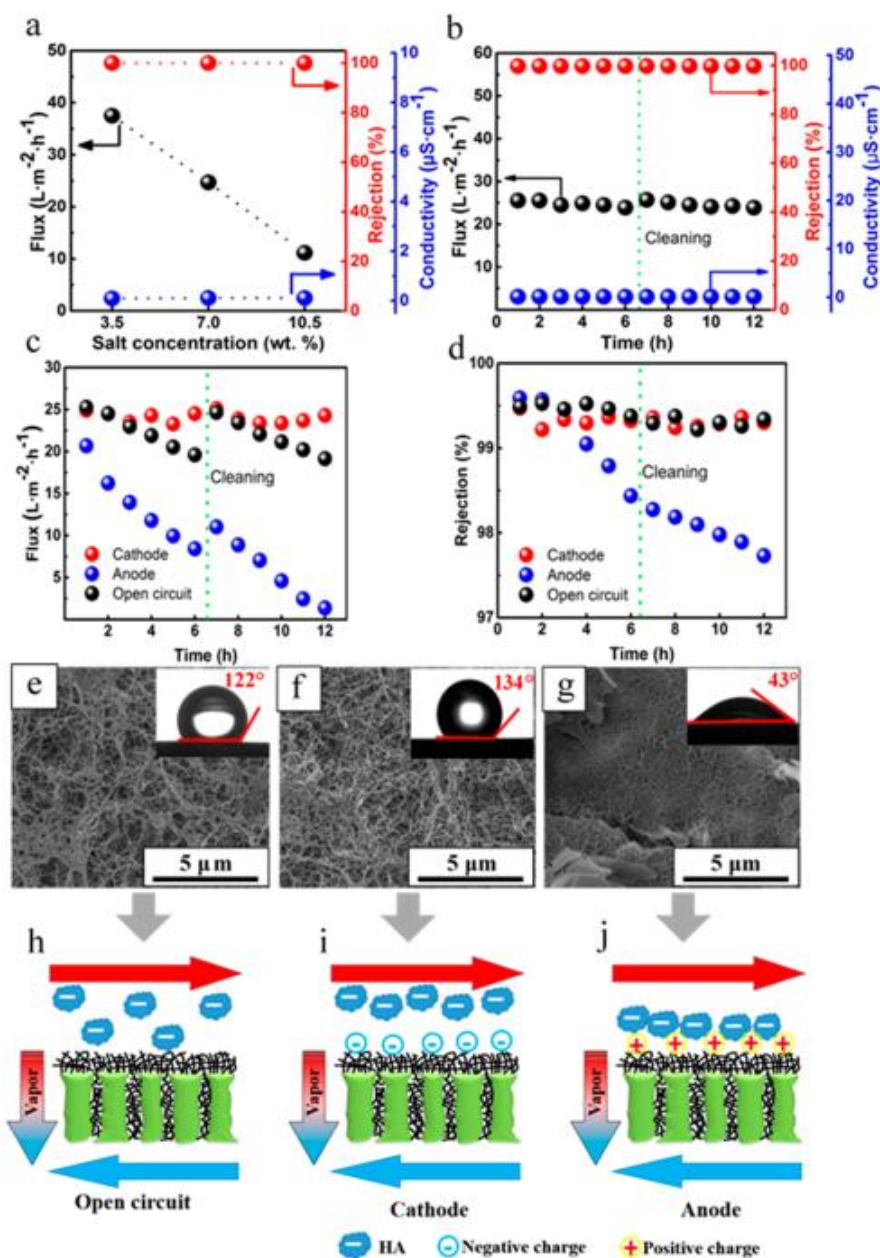 a
Flux (L·m⁻²·h⁻¹)
50
40
30
20
10
0
3.5 7.0 10.5
Salt concentration (wt. %)
100
80
60
40
20
0
Rejection (%)
10
8
6
4
2
0
Conductivity (μS·cm⁻¹)
b
Flux (L·m⁻²·h⁻¹)
60
50
40
30
20
10
0 2 4 6 8 10 12
Time (h)
Cleaning
100
80
60
40
20
0
Rejection (%)
50
40
30
20
10
0
Conductivity (μS·cm⁻¹)
c
Flux (L·m⁻²·h⁻¹)
30
25
20
15
10
5
0 2 4 6 8 10 12
Time (h)
Cleaning
Cathode
Anode
Open circuit
d
Rejection (%)
100
99
98
97
0 2 4 6 8 10 12
Time (h)
Cleaning
Cathode
Anode
Open circuit
e
122°
5 μm
f
134°
5 μm
g
43°
5 μm
h
Vapor
Open circuit
i
Vapor
Cathode
j
Vapor
Anode
HA
Negative charge
Positive charge